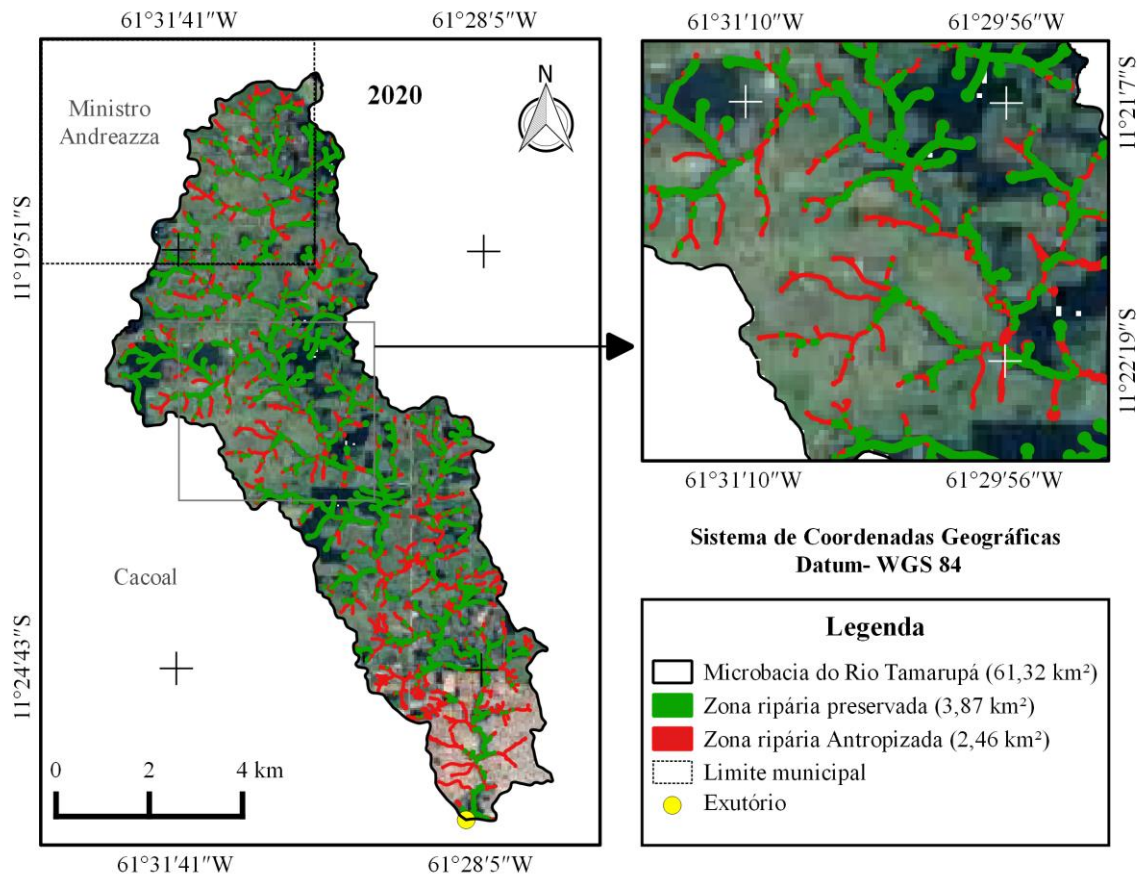 61°31′41″W
61°28′5″W
Ministro
Andreazza
2020
N
11°19′51″S
Cacoal
11°24′43″S
0 2 4 km
61°31′41″W
61°28′5″W
61°31′10″W
61°29′56″W
11°21′7″S
11°22′19″S
61°31′10″W
61°29′56″W
Sistema de Coordenadas Geográficas
Datum- WGS 84
Legenda
Microbacia do Rio Tamarupá (61,32 km²)
Zona ripária preservada (3,87 km²)
Zona ripária Antropizada (2,46 km²)
Limite municipal
Exutório